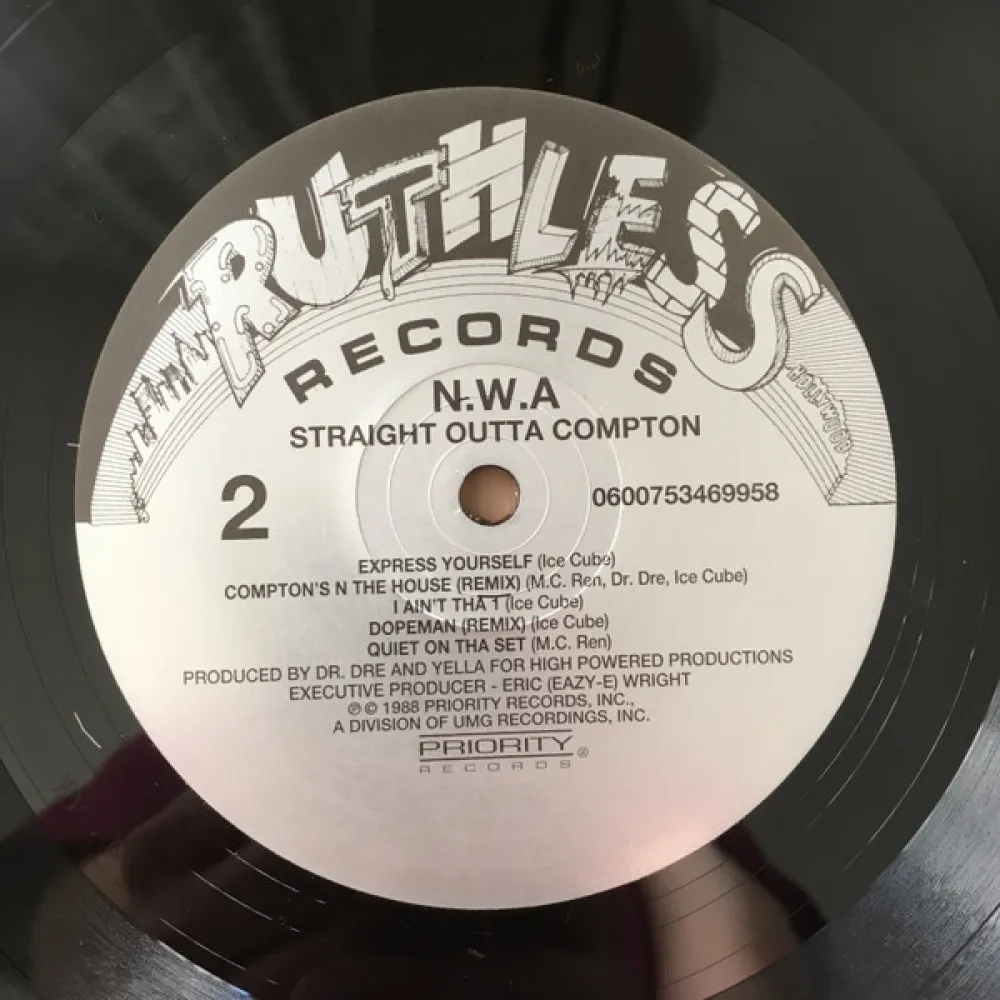 RUTHLESS
HOLLYWOOD
RECORDS
N.W.A
STRAIGHT OUTTA COMPTON
2
0600753469958
EXPRESS YOURSELF (Ice Cube)
COMPTON'S N THE HOUSE (REMIX) (M.C. Ren, Dr. Dre, Ice Cube)
I AIN'T THA 1 (Ice Cube)
DOPEMAN (REMIX) (Ice Cube)
QUIET ON THA SET (M.C. Ren)
PRODUCED BY DR. DRE AND YELLA FOR HIGH POWERED PRODUCTIONS
EXECUTIVE PRODUCER - ERIC (EAZY-E) WRIGHT
℗ © 1988 PRIORITY RECORDS, INC.,
A DIVISION OF UMG RECORDINGS, INC.
PRIORITY ®
RECORDS